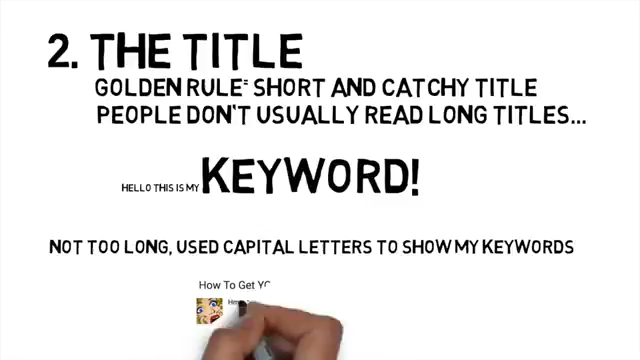 2. THE TITLE
GOLDEN RULE= SHORT AND CATCHY TITLE
PEOPLE DON'T USUALLY READ LONG TITLES...
HELLO THIS IS MY KEYWORD!
NOT TOO LONG, USED CAPITAL LETTERS TO SHOW MY KEYWORDS
How To Get